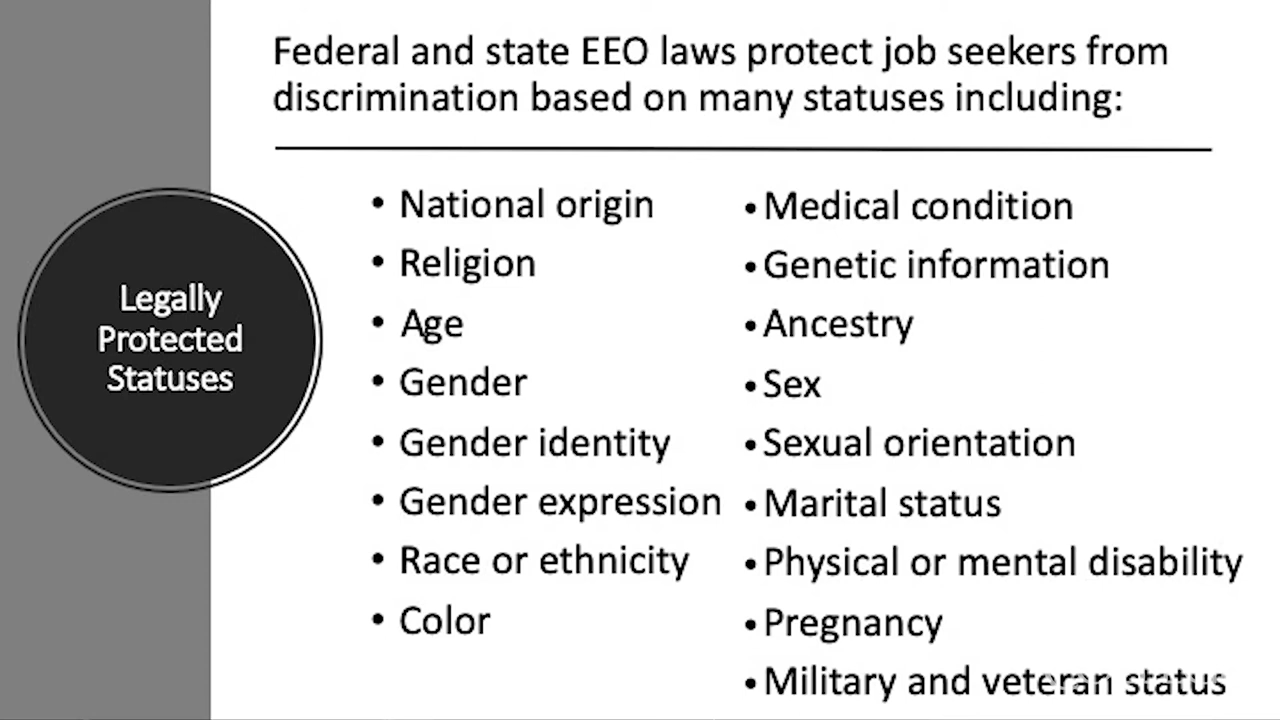 Federal and state EEO laws protect job seekers from
discrimination based on many statuses including:
Legally
Protected
Statuses
• National origin
• Religion
• Age
• Gender
• Gender identity
• Gender expression
• Race or ethnicity
• Color
• Medical condition
• Genetic information
• Ancestry
• Sex
• Sexual orientation
• Marital status
• Physical or mental disability
• Pregnancy
• Military and veteran status